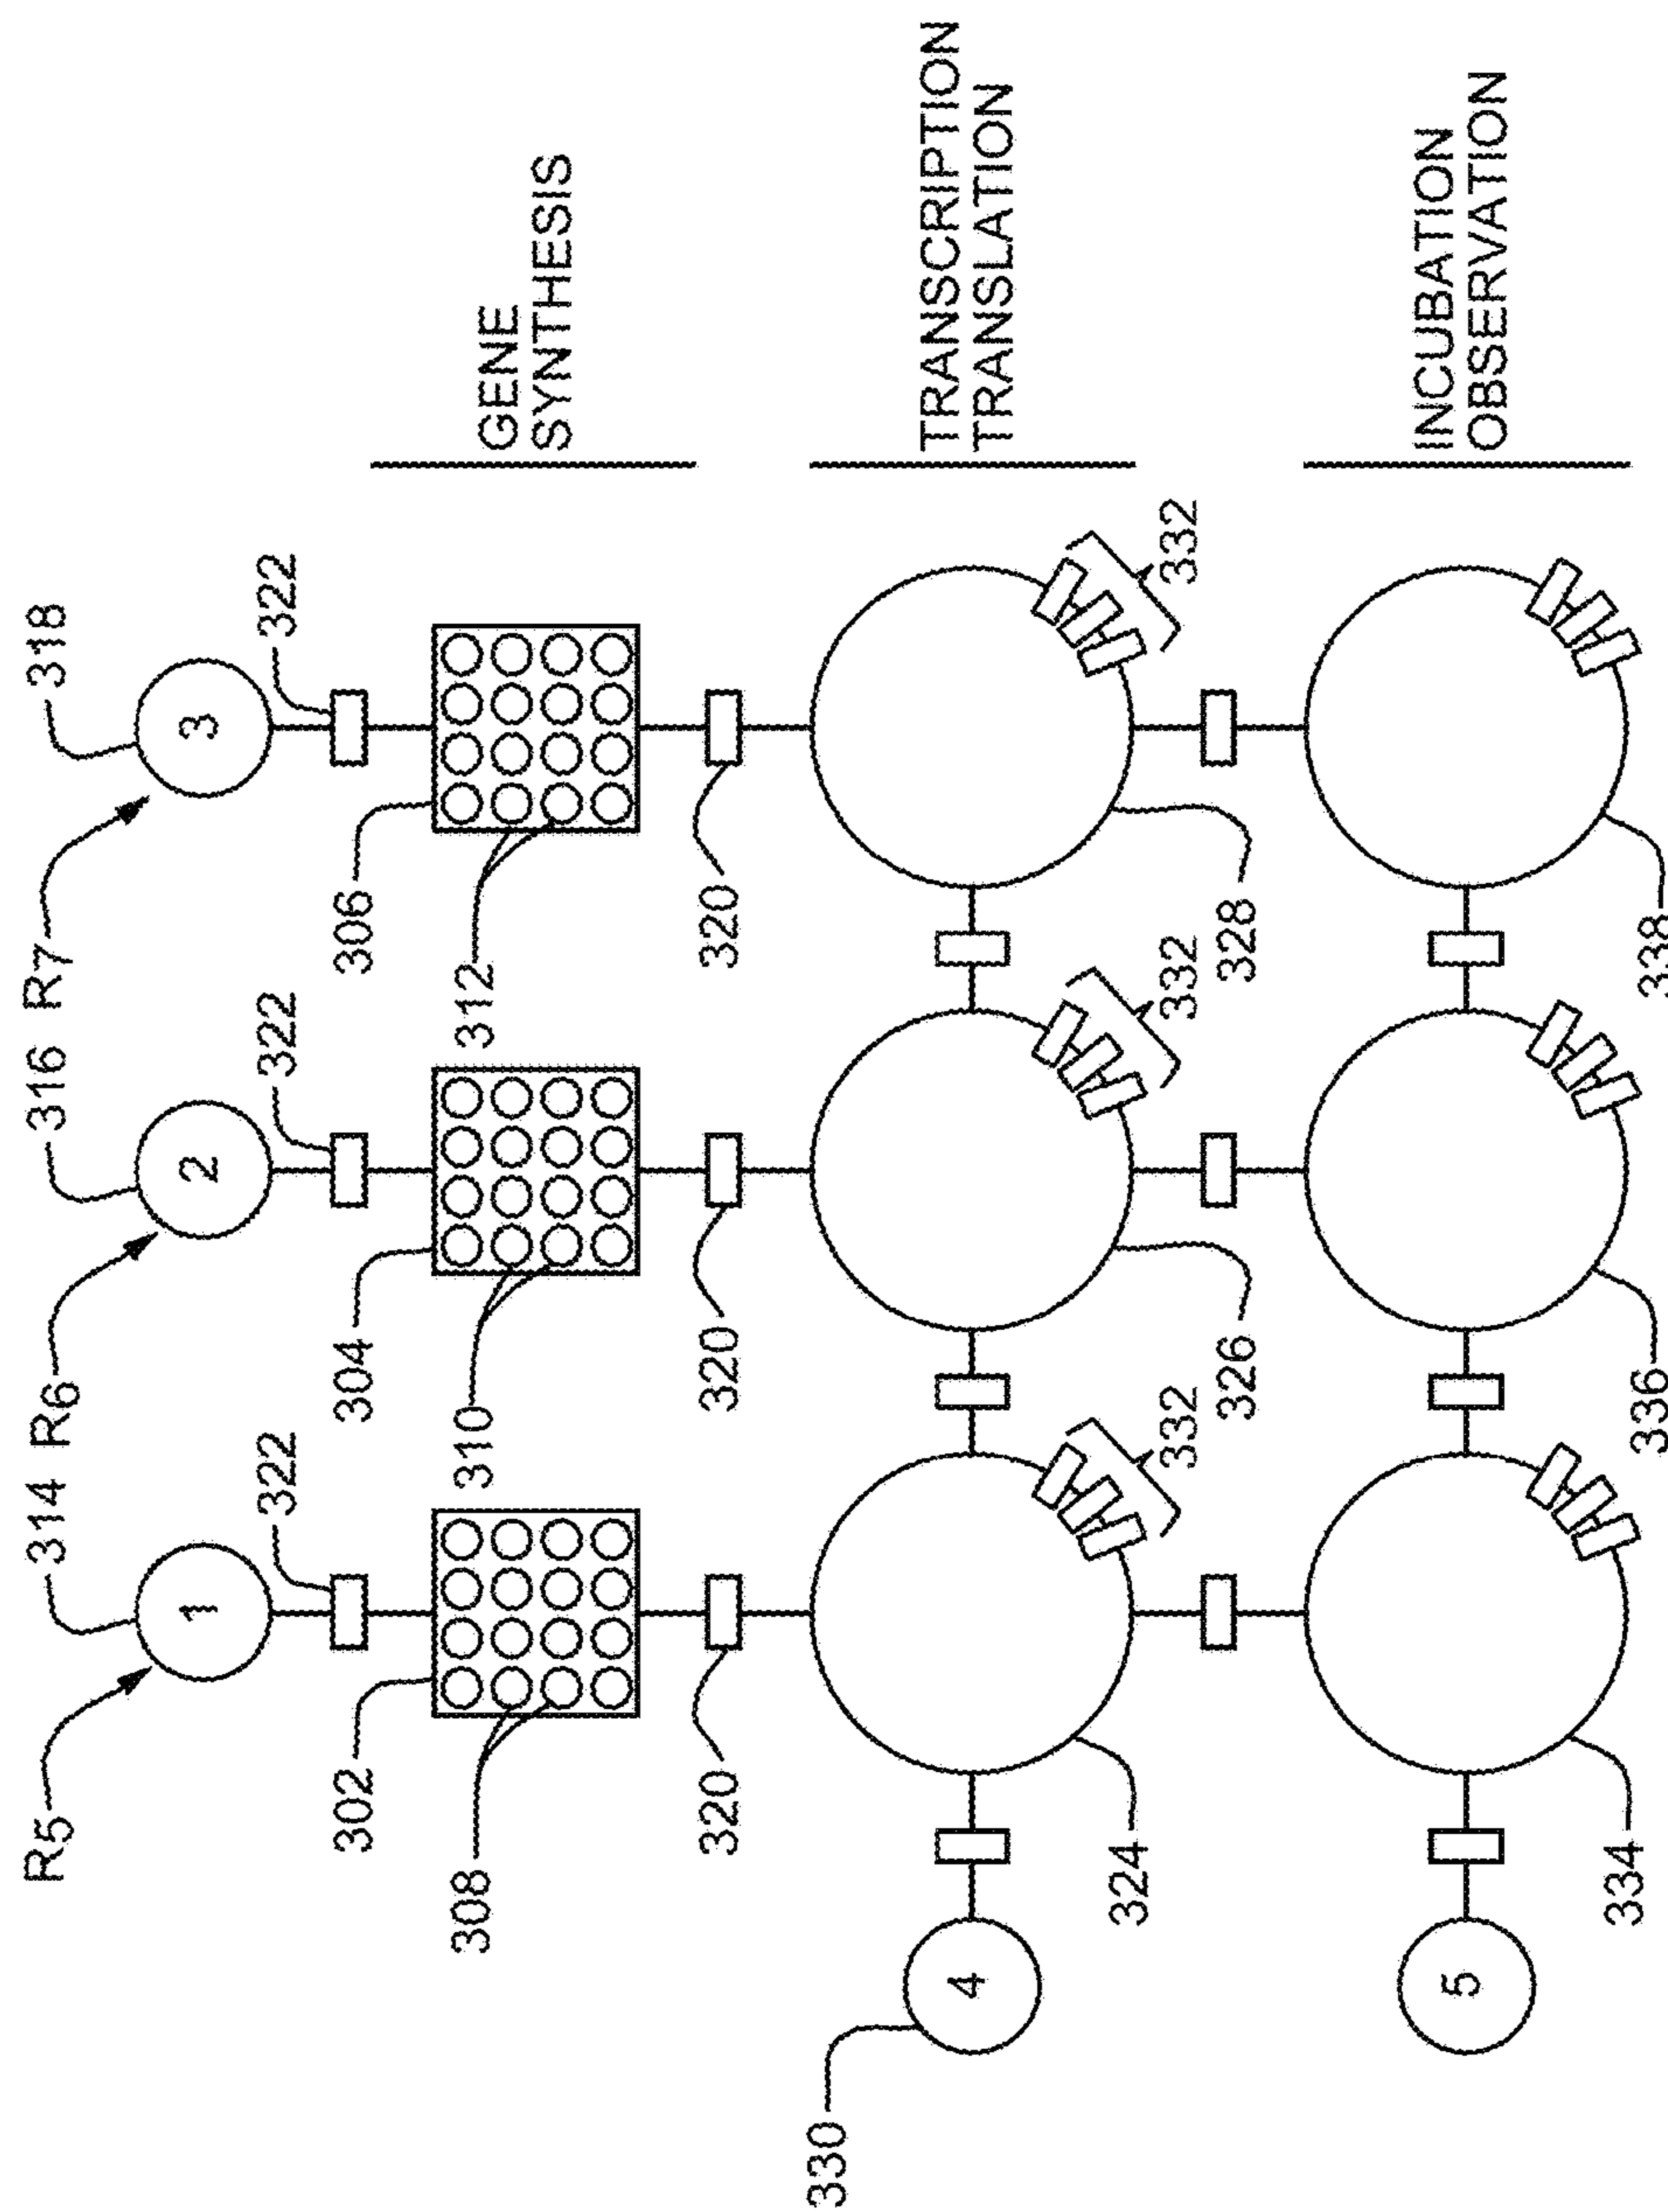 R5 314 R6 316 R7 318
1 2 3
322 322 322
302 304 306
308 310 312
GENE
SYNTHESIS
320 320 320
330
4
TRANSCRIPTION
TRANSLATION
332 332 332
324 326 328
5
INCUBATION
OBSERVATION
334 336 338